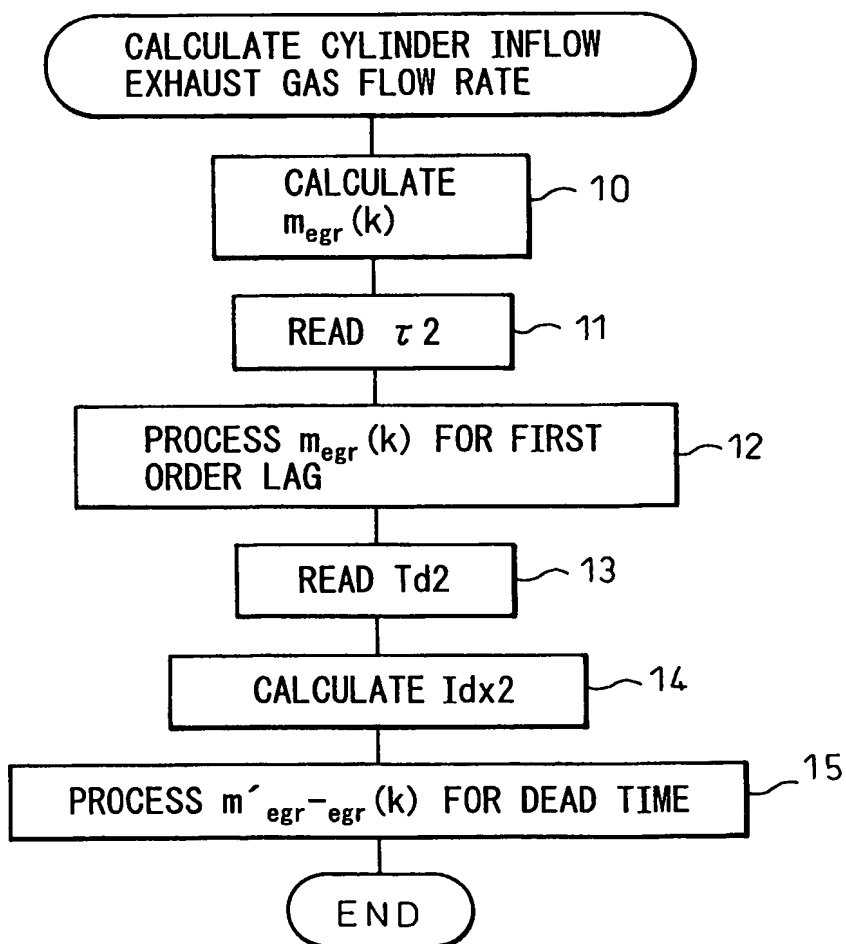 CALCULATE CYLINDER INFLOW
EXHAUST GAS FLOW RATE
CALCULATE
m_egr(k)
10
READ τ2
11
PROCESS m_egr(k) FOR FIRST
ORDER LAG
12
READ Td2
13
CALCULATE Idx2
14
PROCESS m´_egr-egr(k) FOR DEAD TIME
15
END